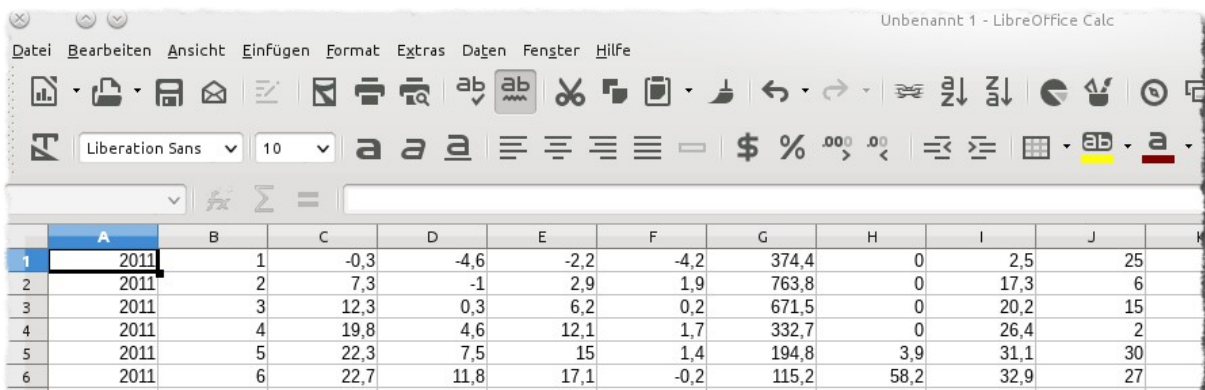 Unbenannt 1 - LibreOffice Calc
Datei Bearbeiten Ansicht Einfügen Format Extras Daten Fenster Hilfe
Liberation Sans 10
A B C D E F G H I J
1 2011 1 -0,3 -4,6 -2,2 -4,2 374,4 0 2,5 25
2 2011 2 7,3 -1 2,9 1,9 763,8 0 17,3 6
3 2011 3 12,3 0,3 6,2 0,2 671,5 0 20,2 15
4 2011 4 19,8 4,6 12,1 1,7 332,7 0 26,4 2
5 2011 5 22,3 7,5 15 1,4 194,8 3,9 31,1 30
6 2011 6 22,7 11,8 17,1 -0,2 115,2 58,2 32,9 27